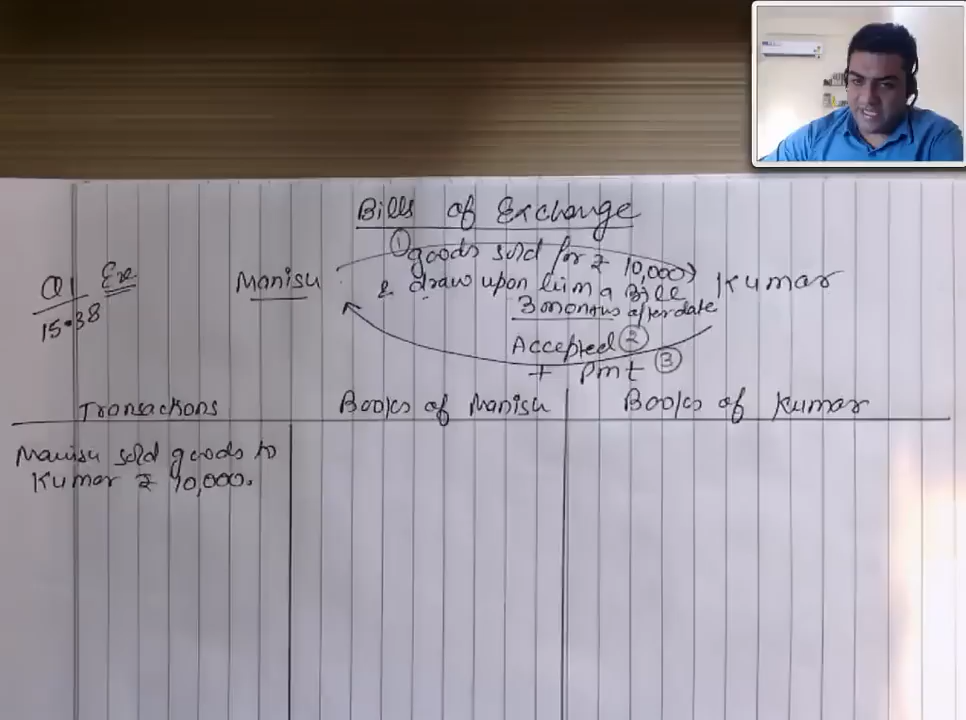 Bills of Exchange
Q1 Exe.
15.38
Manish
① goods sold for ₹ 10,000
& draw upon him a Bill
3 months after date
Kumar
Accepted ②
+ Pmt ③
Transactions
Books of Manish
Books of Kumar
Manish sold goods to
Kumar ₹ 10,000.